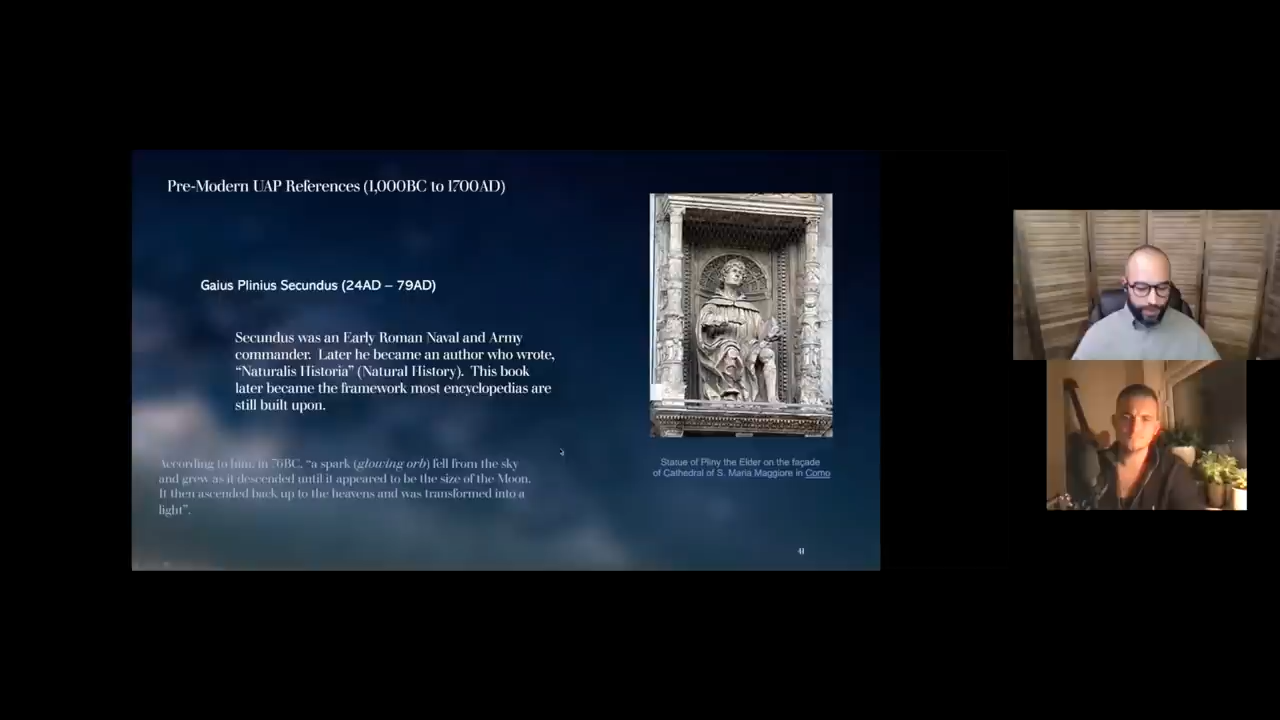 Pre-Modern UAP References (1,000BC to 1700AD)
Gaius Plinius Secundus (24AD – 79AD)
Secundus was an Early Roman Naval and Army
commander. Later he became an author who wrote,
“Naturalis Historia” (Natural History). This book
later became the framework most encyclopedias are
still built upon.
According to him, in 76BC, “a spark (glowing orb) fell from the sky
and grew as it descended until it appeared to be the size of the Moon.
It then ascended back up to the heavens and was transformed into a
light”.
Statue of Pliny the Elder on the façade
of Cathedral of S. Maria Maggiore in Como
41